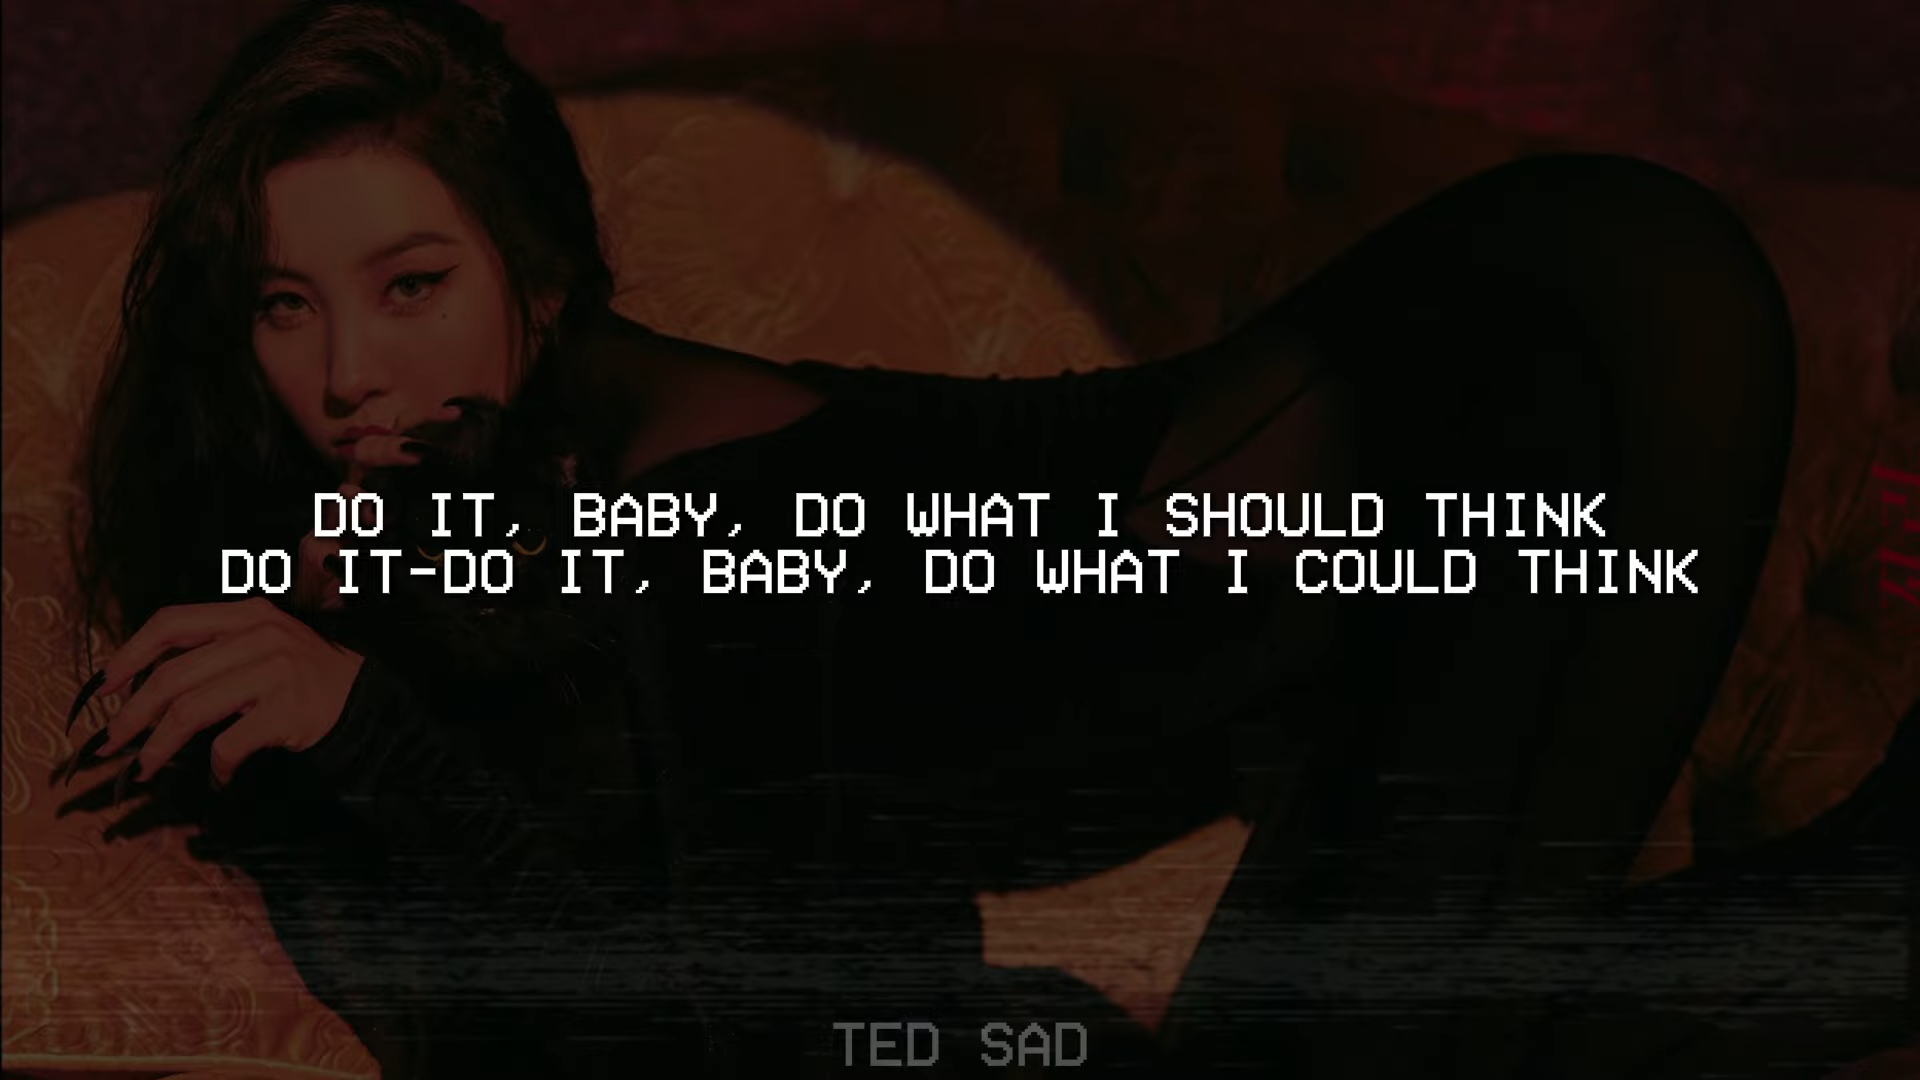 DO IT, BABY, DO WHAT I SHOULD THINK
DO IT-DO IT, BABY, DO WHAT I COULD THINK
TED SAD